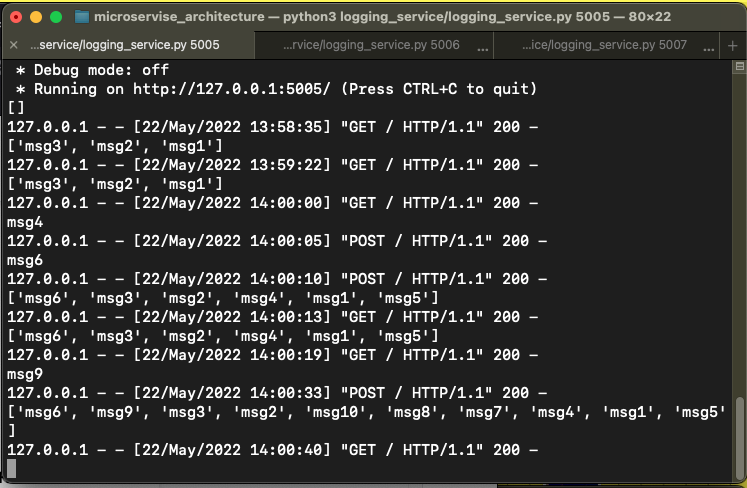 microservise_architecture — python3 logging_service/logging_service.py 5005 — 80×22
× ...service/logging_service.py 5005 ...rvice/logging_service.py 5006 ... ...ice/logging_service.py 5007 ... +
* Debug mode: off
* Running on http://127.0.0.1:5005/ (Press CTRL+C to quit)
[]
127.0.0.1 - - [22/May/2022 13:58:35] "GET / HTTP/1.1" 200 -
['msg3', 'msg2', 'msg1']
127.0.0.1 - - [22/May/2022 13:59:22] "GET / HTTP/1.1" 200 -
['msg3', 'msg2', 'msg1']
127.0.0.1 - - [22/May/2022 14:00:00] "GET / HTTP/1.1" 200 -
msg4
127.0.0.1 - - [22/May/2022 14:00:05] "POST / HTTP/1.1" 200 -
msg6
127.0.0.1 - - [22/May/2022 14:00:10] "POST / HTTP/1.1" 200 -
['msg6', 'msg3', 'msg2', 'msg4', 'msg1', 'msg5']
127.0.0.1 - - [22/May/2022 14:00:13] "GET / HTTP/1.1" 200 -
['msg6', 'msg3', 'msg2', 'msg4', 'msg1', 'msg5']
127.0.0.1 - - [22/May/2022 14:00:19] "GET / HTTP/1.1" 200 -
msg9
127.0.0.1 - - [22/May/2022 14:00:33] "POST / HTTP/1.1" 200 -
['msg6', 'msg9', 'msg3', 'msg2', 'msg10', 'msg8', 'msg7', 'msg4', 'msg1', 'msg5'
]
127.0.0.1 - - [22/May/2022 14:00:40] "GET / HTTP/1.1" 200 -